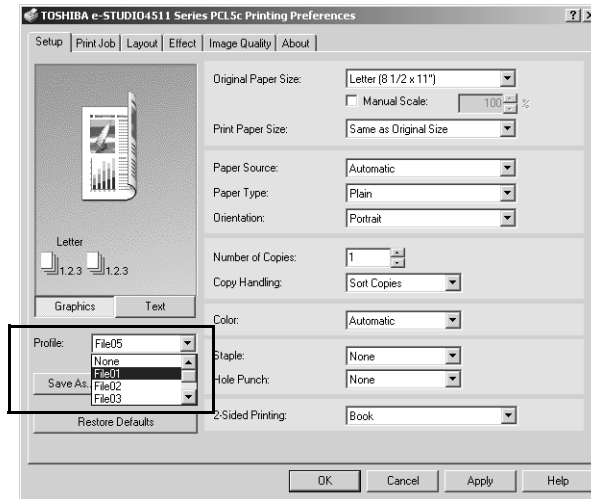 TOSHIBA e-STUDIO4511 Series PCL5c Printing Preferences
Setup Print Job Layout Effect Image Quality About
Original Paper Size: Letter (8 1/2 x 11")
Manual Scale: 100 %
Print Paper Size: Same as Original Size
Paper Source: Automatic
Paper Type: Plain
Orientation: Portrait
Letter
1.2.3 1.2.3
Number of Copies: 1
Copy Handling: Sort Copies
Graphics Text
Color: Automatic
Profile: File05
None
File01
File02
File03
Save As..
Staple: None
Hole Punch: None
Restore Defaults
2-Sided Printing: Book
OK Cancel Apply Help